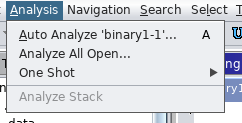 Analysis Navigation Search Select
Auto Analyze 'binary1-1'... A
Analyze All Open...
One Shot
Analyze Stack
data